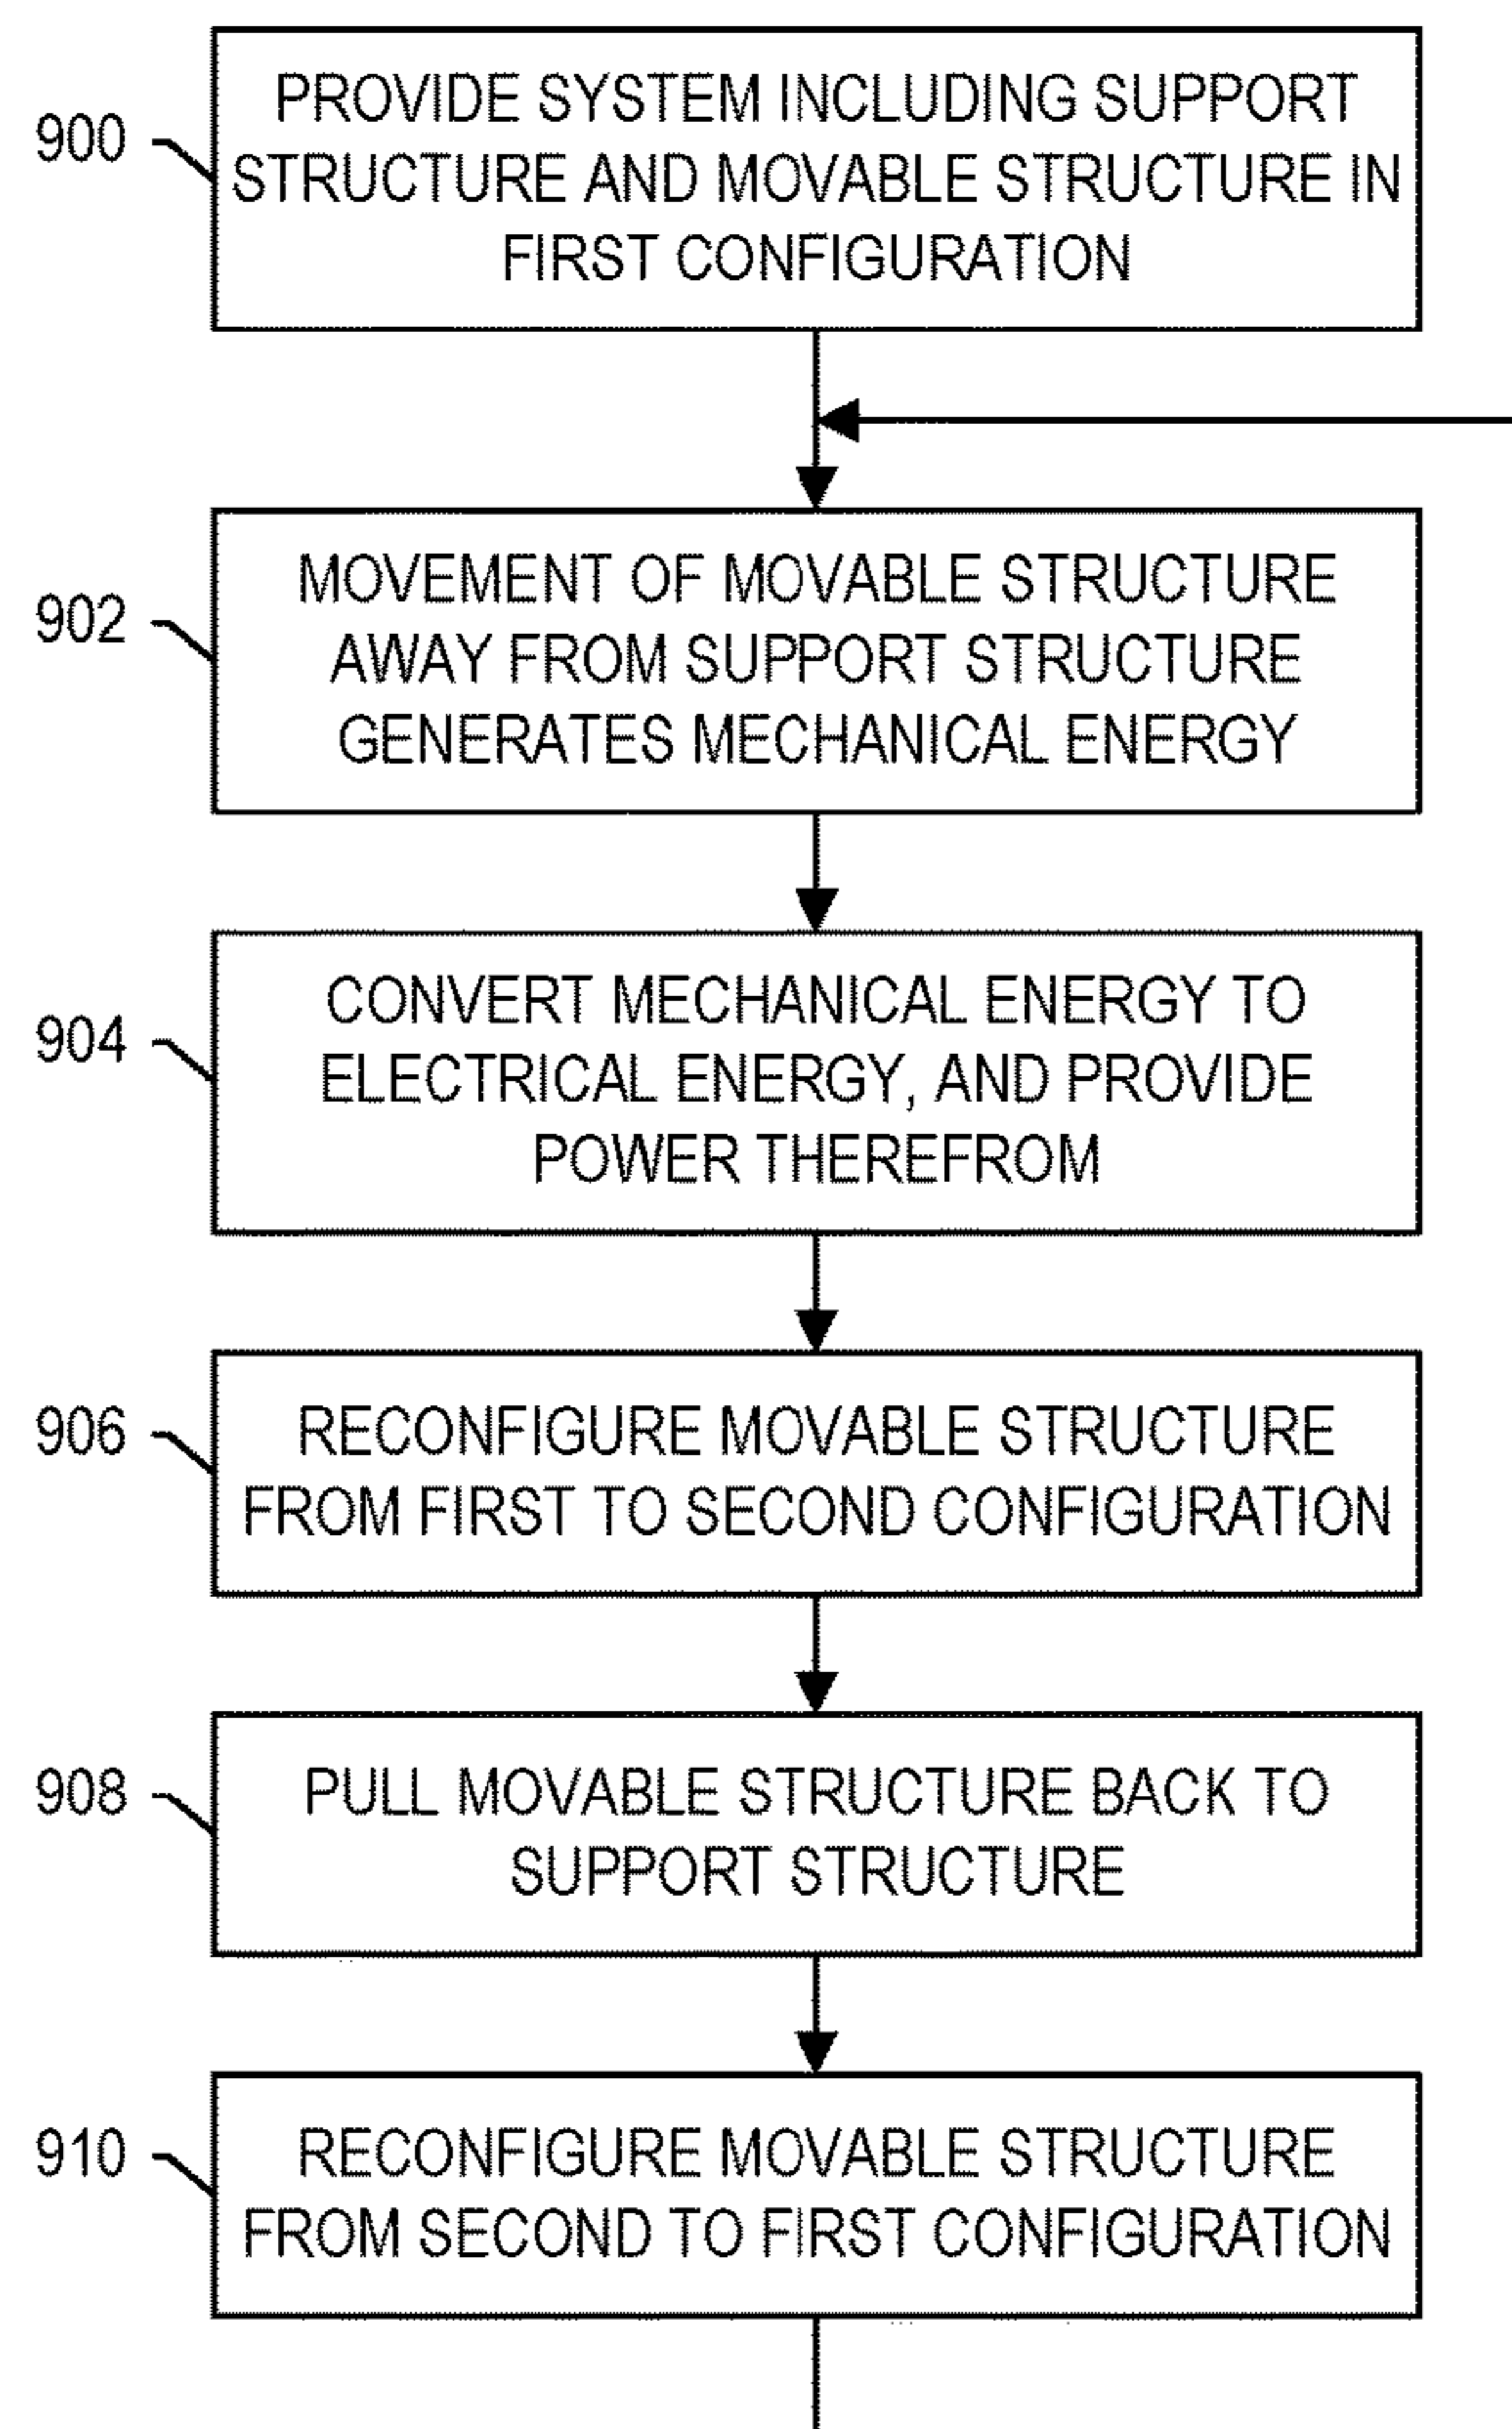 900
PROVIDE SYSTEM INCLUDING SUPPORT
STRUCTURE AND MOVABLE STRUCTURE IN
FIRST CONFIGURATION
902
MOVEMENT OF MOVABLE STRUCTURE
AWAY FROM SUPPORT STRUCTURE
GENERATES MECHANICAL ENERGY
904
CONVERT MECHANICAL ENERGY TO
ELECTRICAL ENERGY, AND PROVIDE
POWER THEREFROM
906
RECONFIGURE MOVABLE STRUCTURE
FROM FIRST TO SECOND CONFIGURATION
908
PULL MOVABLE STRUCTURE BACK TO
SUPPORT STRUCTURE
910
RECONFIGURE MOVABLE STRUCTURE
FROM SECOND TO FIRST CONFIGURATION